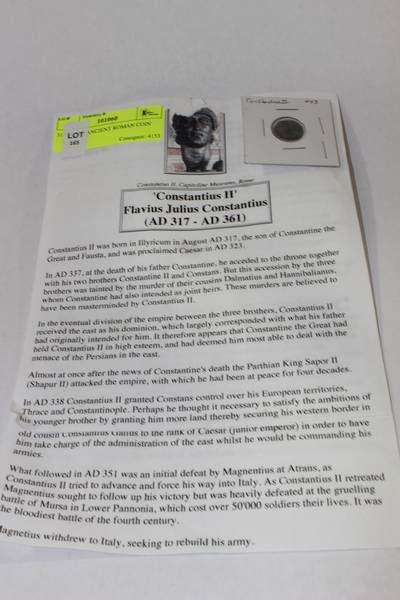 161060
ANCIENT ROMAN COIN
LOT
165
Consignor: 4153
Constantius II
Constantius II, Capitoline Museums, Rome
'Constantius II'
Flavius Julius Constantius
(AD 317 - AD 361)
Constantius II was born in Illyricum in August AD 317, the son of Constantine the
Great and Fausta, and was proclaimed Caesar in AD 323.
In AD 337, at the death of his father Constantine, he acceded to the throne together
with his two brothers Constantine II and Constans. But this accession by the three
brothers was tainted by the murder of their cousins Dalmatius and Hannibalianus,
whom Constantine had also intended as joint heirs. These murders are believed to
have been masterminded by Constantius II.
In the eventual division of the empire between the three brothers, Constantius II
received the east as his dominion, which largely corresponded with what his father
had originally intended for him. It therefore appears that Constantine the Great had
held Constantius II in high esteem, and had deemed him most able to deal with the
menace of the Persians in the east.
Almost at once after the news of Constantine's death the Parthian King Sapor II
(Shapur II) attacked the empire, with which he had been at peace for four decades.
In AD 338 Constantius II granted Constans control over his European territories,
Thrace and Constantinople. Perhaps he thought it necessary to satisfy the ambitions of
his younger brother by granting him more land thereby securing his western border in
old cousin Constantius Gallus to the rank of Caesar (junior emperor) in order to have
him take charge of the administration of the east whilst he would be commanding his
armies.
What followed in AD 351 was an initial defeat by Magnentius at Atrans, as
Constantius II tried to advance and force his way into Italy. As Constantius II retreated
Magnentius sought to follow up his victory but was heavily defeated at the gruelling
battle of Mursa in Lower Pannonia, which cost over 50'000 soldiers their lives. It was
the bloodiest battle of the fourth century.
Magnetius withdrew to Italy, seeking to rebuild his army.